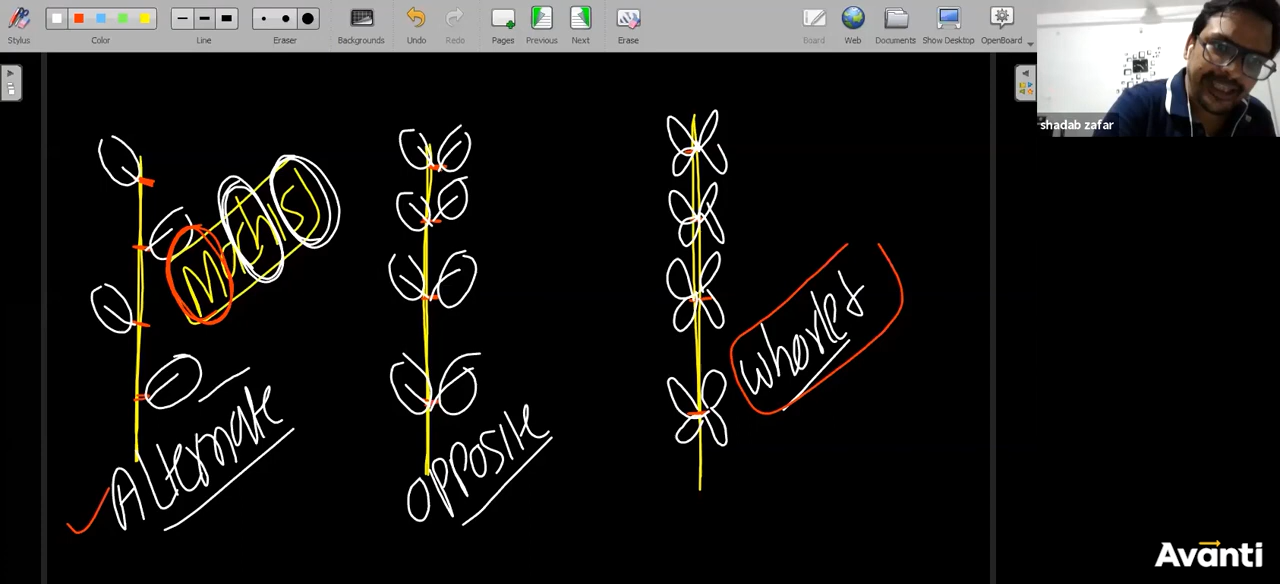 Stylus
Color
Line
Eraser
Backgrounds
Undo
Redo
Pages
Previous
Next
Erase
Board
Web
Documents
Show Desktop
OpenBoard
shadab zafar
Alternate
opposite
whorled
Avanti